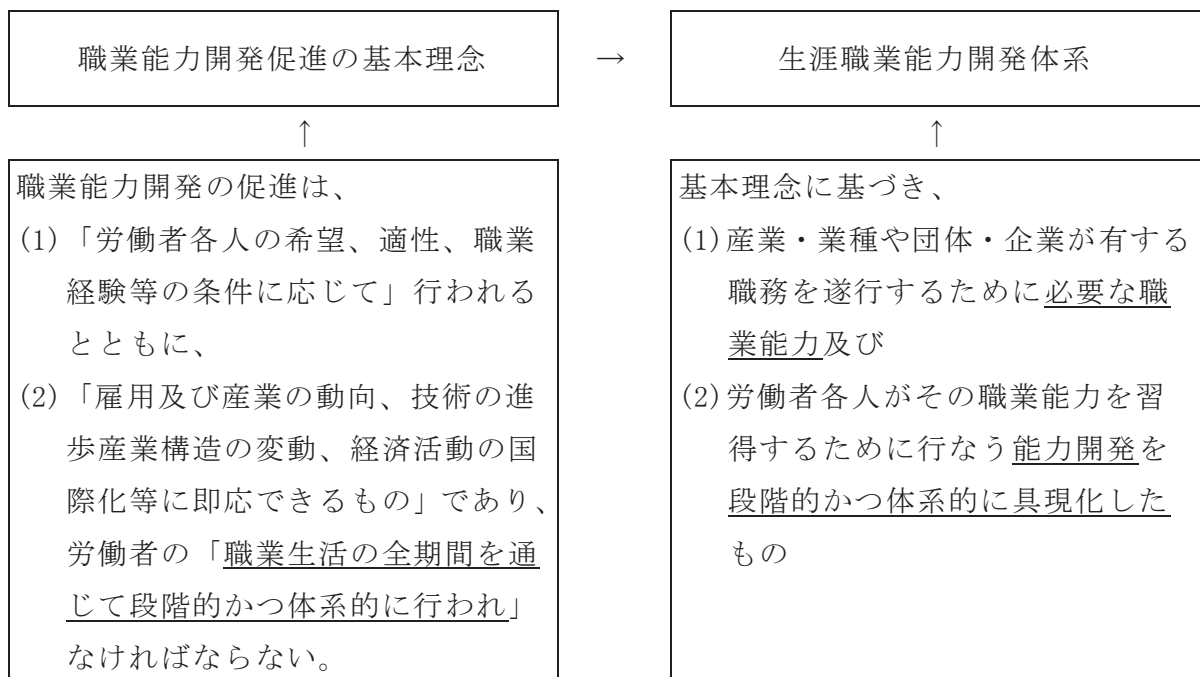 職業能力開発促進の基本理念
→
生涯職業能力開発体系
↑
↑
職業能力開発の促進は、
(1)「労働者各人の希望、適性、職業
経験等の条件に応じて」行われる
とともに、
(2)「雇用及び産業の動向、技術の進
歩産業構造の変動、経済活動の国
際化等に即応できるもの」であり、
労働者の「職業生活の全期間を通
じて段階的かつ体系的に行われ」
なければならない。
基本理念に基づき、
(1)産業・業種や団体・企業が有する
職務を遂行するために必要な職
業能力及び
(2)労働者各人がその職業能力を習
得するために行なう能力開発を
段階的かつ体系的に具現化した
もの